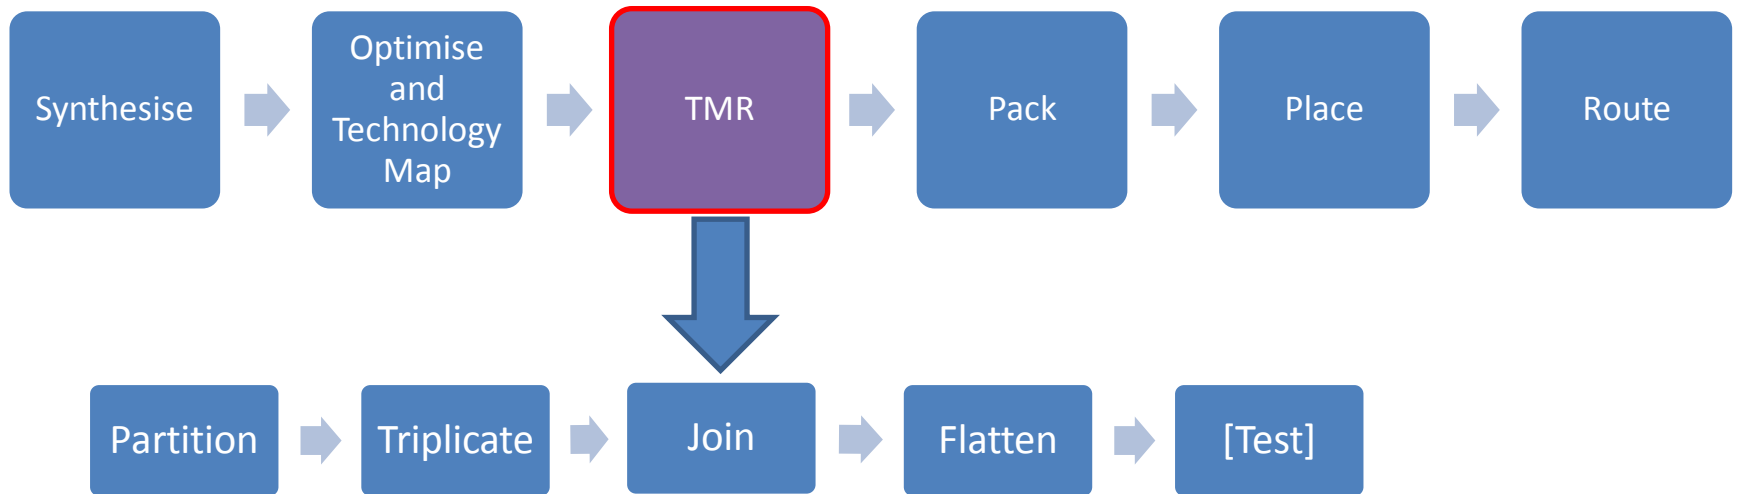 Synthesise
Optimise
and
Technology
Map
TMR
Pack
Place
Route
Partition
Triplicate
Join
Flatten
[Test]